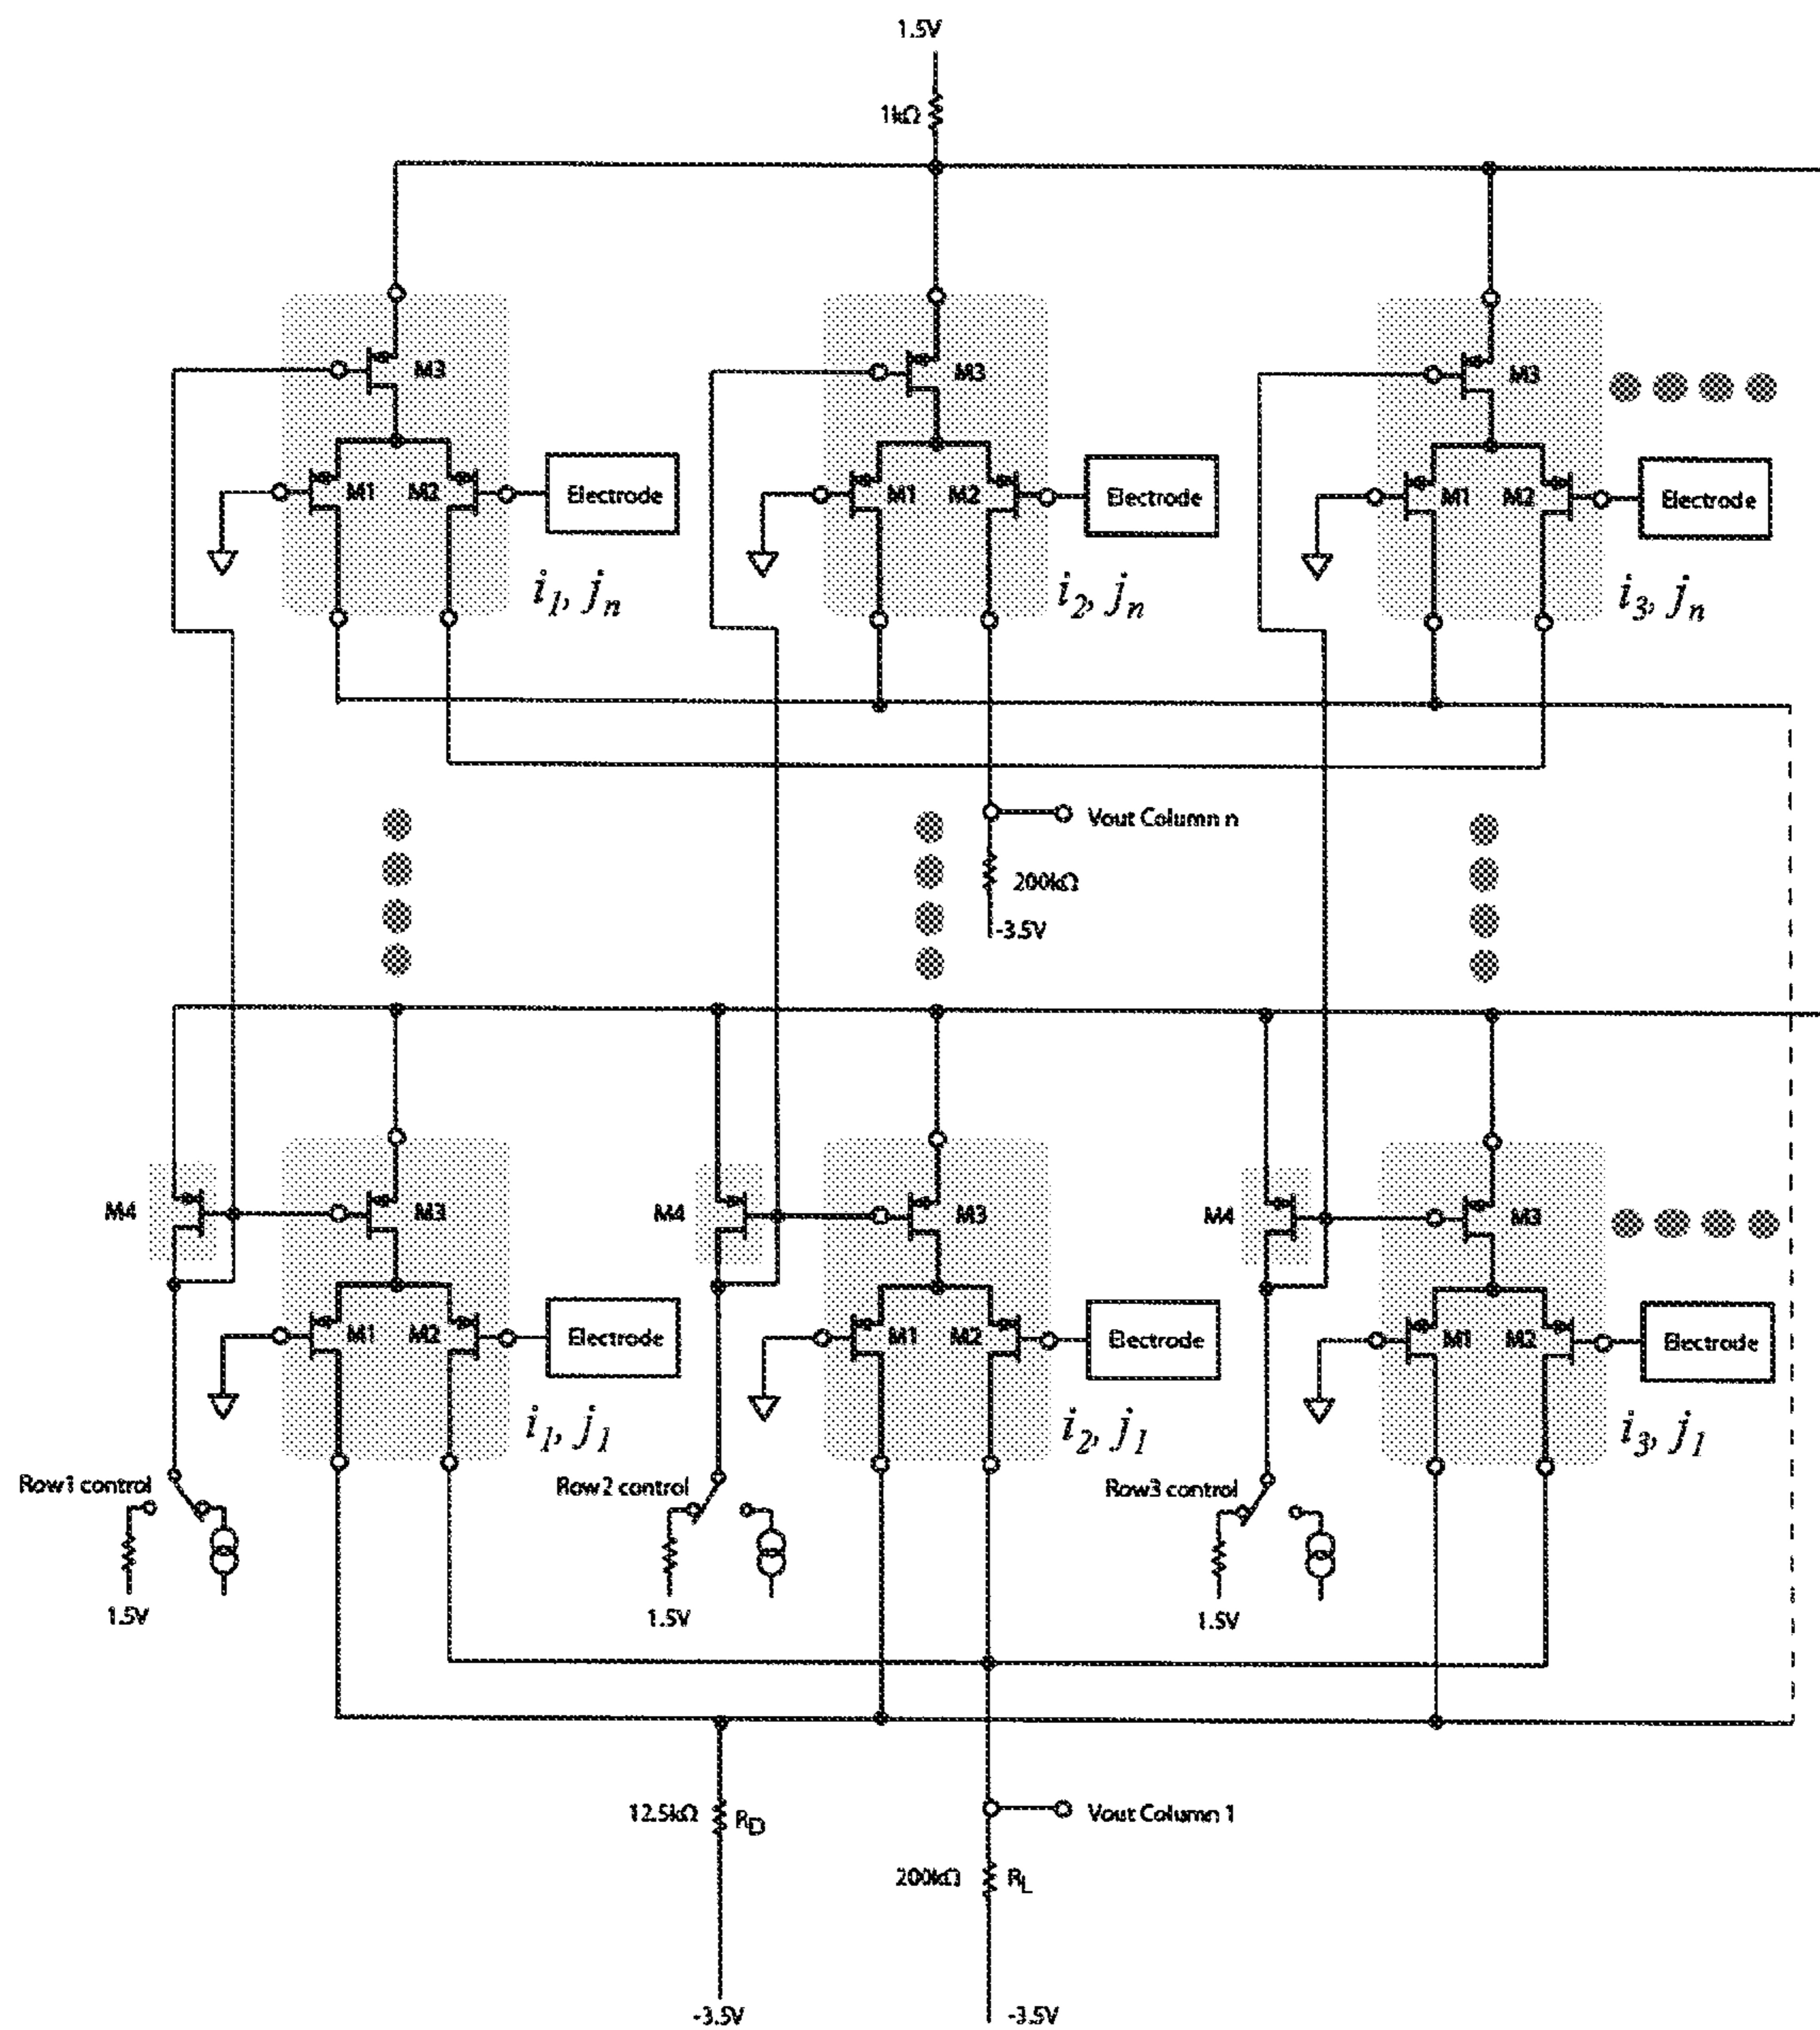 1.5V
1kΩ
M3
M3
M3
M1 M2
Electrode
M1 M2
Electrode
M1 M2
Electrode
i1, jn
i2, jn
i3, jn
Vout Column n
200kΩ
-3.5V
M4
M3
M4
M3
M4
M3
M1 M2
Electrode
M1 M2
Electrode
M1 M2
Electrode
i1, j1
i2, j1
i3, j1
Row1 control
Row2 control
Row3 control
1.5V
1.5V
1.5V
12.5kΩ RD
Vout Column 1
200kΩ RL
-3.5V
-3.5V